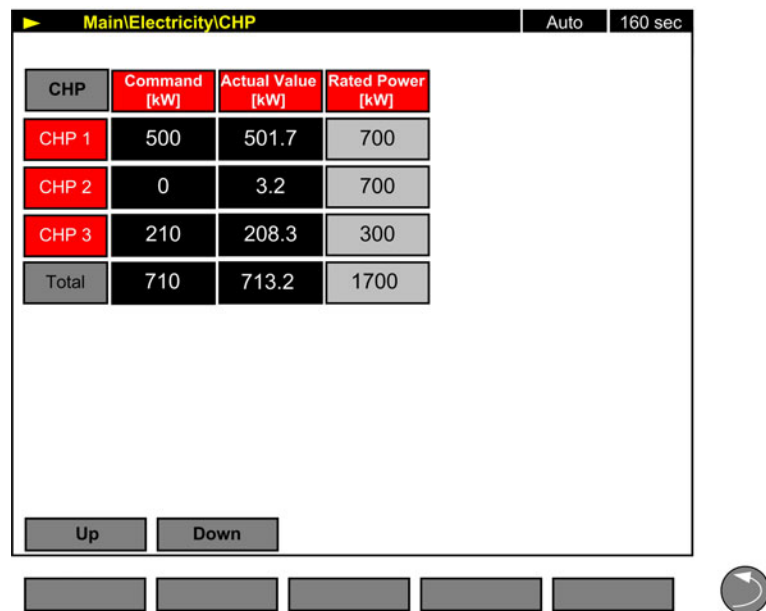 Main\Electricity\CHP Auto 160 sec
CHP Command [kW] Actual Value [kW] Rated Power [kW]
CHP 1 500 501.7 700
CHP 2 0 3.2 700
CHP 3 210 208.3 300
Total 710 713.2 1700
Up Down